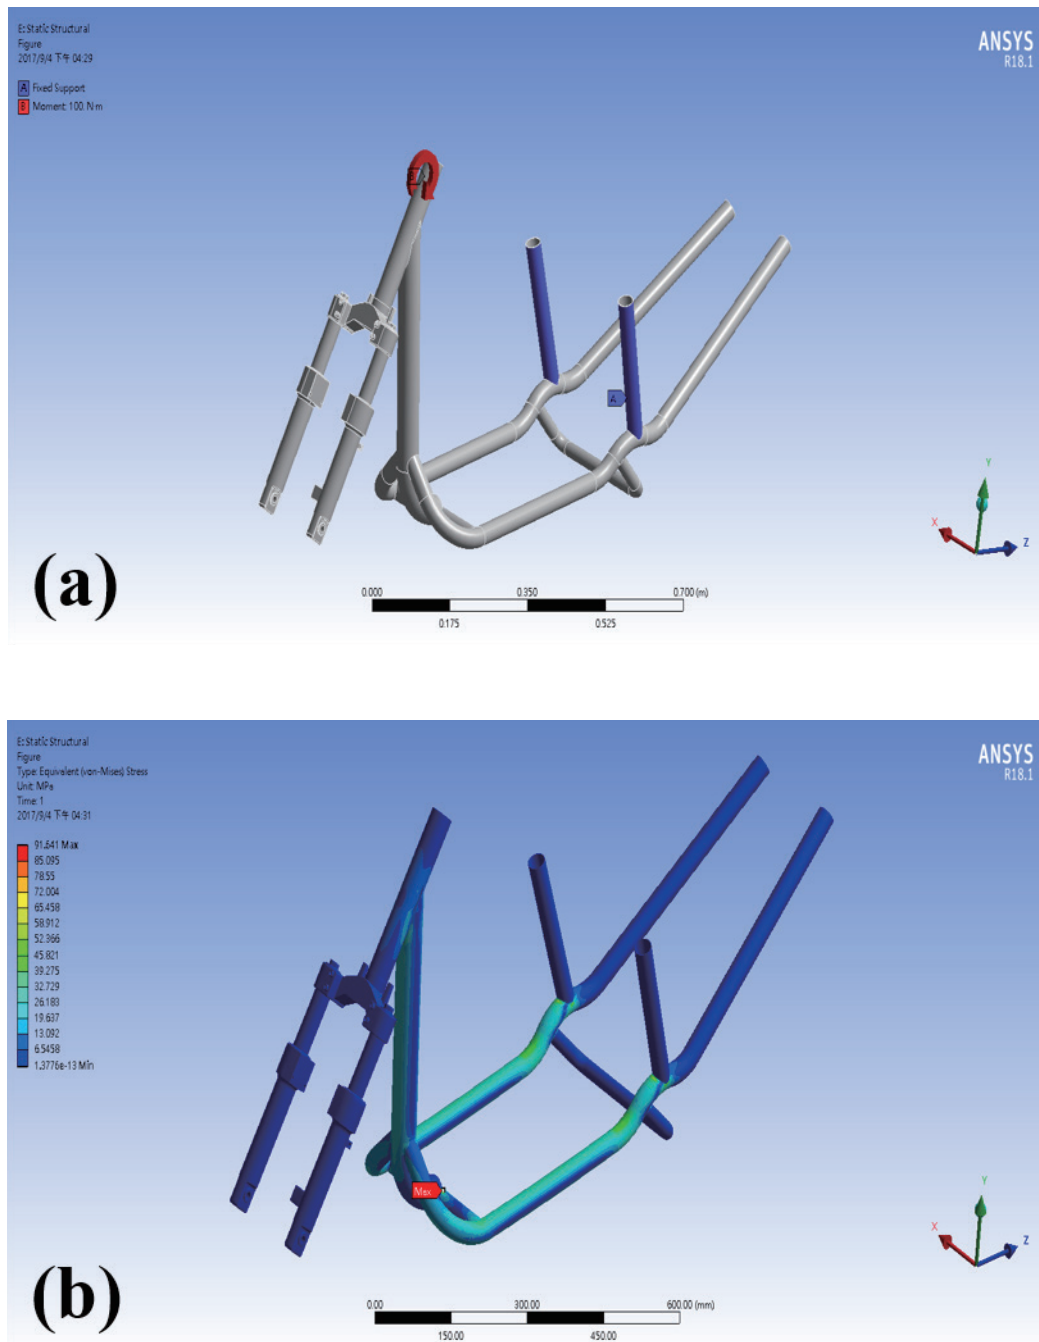 E: Static Structural
Figure
2017/9/4 下午 04:29
A Fixed Support
B Moment: 100. N·m
ANSYS
R18.1
A
Y
X
Z
0.000
0.350
0.700 (m)
0.175
0.525
(a)
E: Static Structural
Figure
Type: Equivalent (von-Mises) Stress
Unit: MPa
Time: 1
2017/9/4 下午 04:31
ANSYS
R18.1
91.641 Max
85.095
78.55
72.004
65.458
58.912
52.366
45.821
39.275
32.729
26.183
19.637
13.092
6.5458
1.3776e-13 Min
Max
Y
X
Z
0.00
300.00
600.00 (mm)
150.00
450.00
(b)